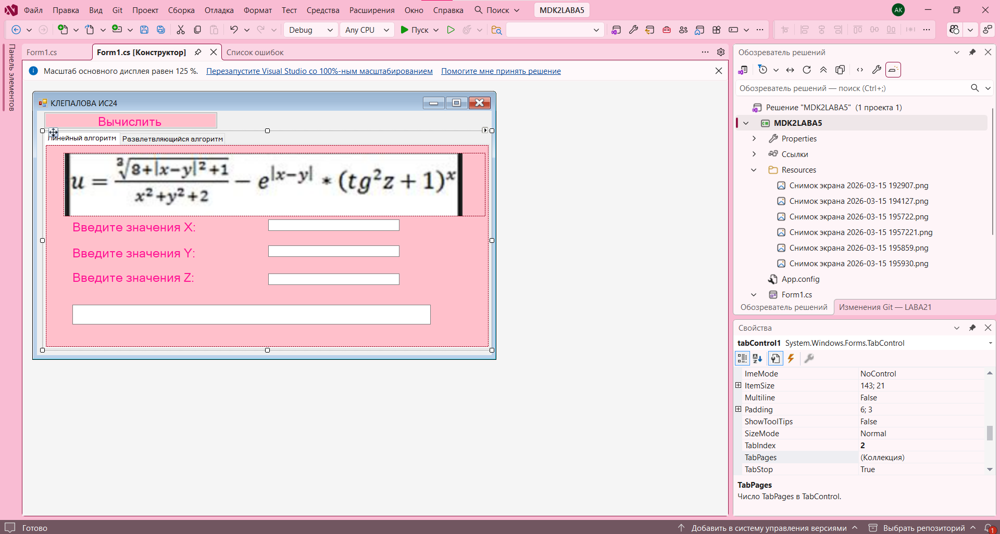 Файл Правка Вид Git Проект Сборка Отладка Формат Тест Средства Расширения Окно Справка Поиск MDK2LABA5 AK
Debug Any CPU Пуск
Панель элементов
Form1.cs Form1.cs [Конструктор] Список ошибок
Масштаб основного дисплея равен 125 %. Перезапустите Visual Studio со 100%-ным масштабированием Помогите мне принять решение
КЛЕПАЛОВА ИС24
Вычислить
Линейный алгоритм Развлетвляющийся алгоритм
u = ∛(8+|x−y|²+1) / (x²+y²+2) − e^|x−y| * (tg²z + 1)^x
Введите значения X:
Введите значения Y:
Введите значения Z:
Обозреватель решений
Обозреватель решений — поиск (Ctrl+;)
Решение "MDK2LABA5" (1 проекта 1)
MDK2LABA5
Properties
Ссылки
Resources
Снимок экрана 2026-03-15 192907.png
Снимок экрана 2026-03-15 194127.png
Снимок экрана 2026-03-15 195722.png
Снимок экрана 2026-03-15 1957221.png
Снимок экрана 2026-03-15 195859.png
Снимок экрана 2026-03-15 195930.png
App.config
Form1.cs
Обозреватель решений Изменения Git — LABA21
Свойства
tabControl1 System.Windows.Forms.TabControl
ImeMode NoControl
ItemSize 143; 21
Multiline False
Padding 6; 3
ShowToolTips False
SizeMode Normal
TabIndex 2
TabPages (Коллекция)
TabStop True
TabPages
Число TabPages в TabControl.
Готово Добавить в систему управления версиями Выбрать репозиторий 1